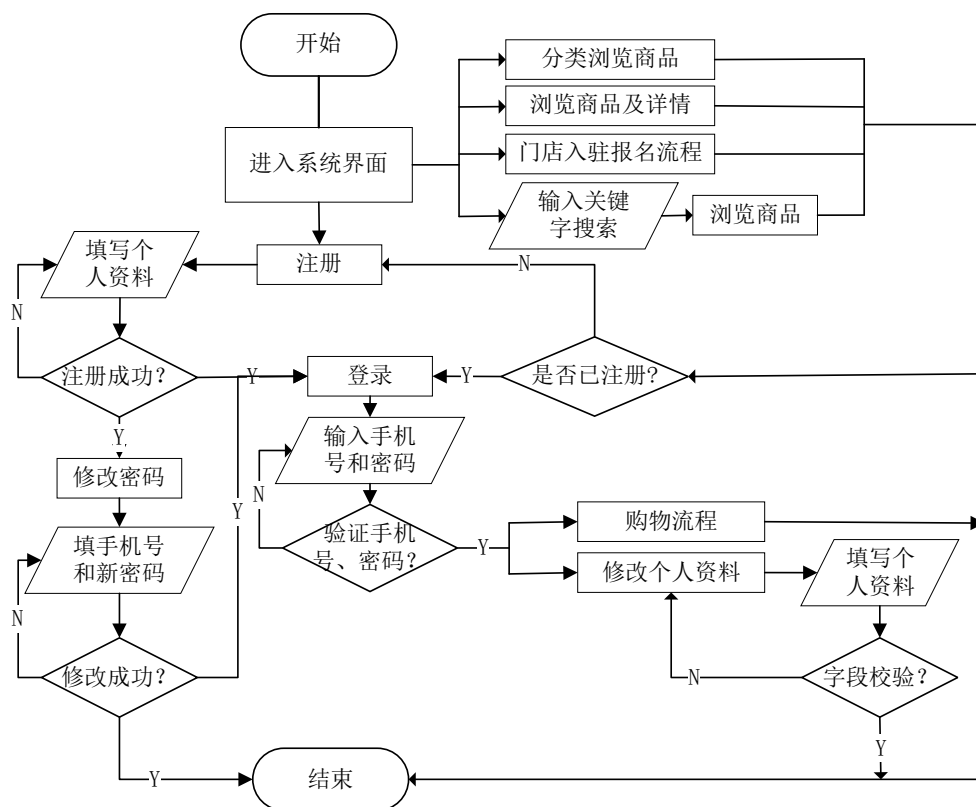 开始
分类浏览商品
浏览商品及详情
进入系统界面
门店入驻报名流程
输入关键
字搜索
浏览商品
填写个
人资料
注册
N
N
注册成功?
Y
登录
Y
是否已注册?
Y
输入手机
号和密码
修改密码
N
Y
验证手机
号、密码?
Y
购物流程
填手机号
和新密码
修改个人资料
填写个
人资料
N
修改成功?
N
字段校验?
Y
Y
结束